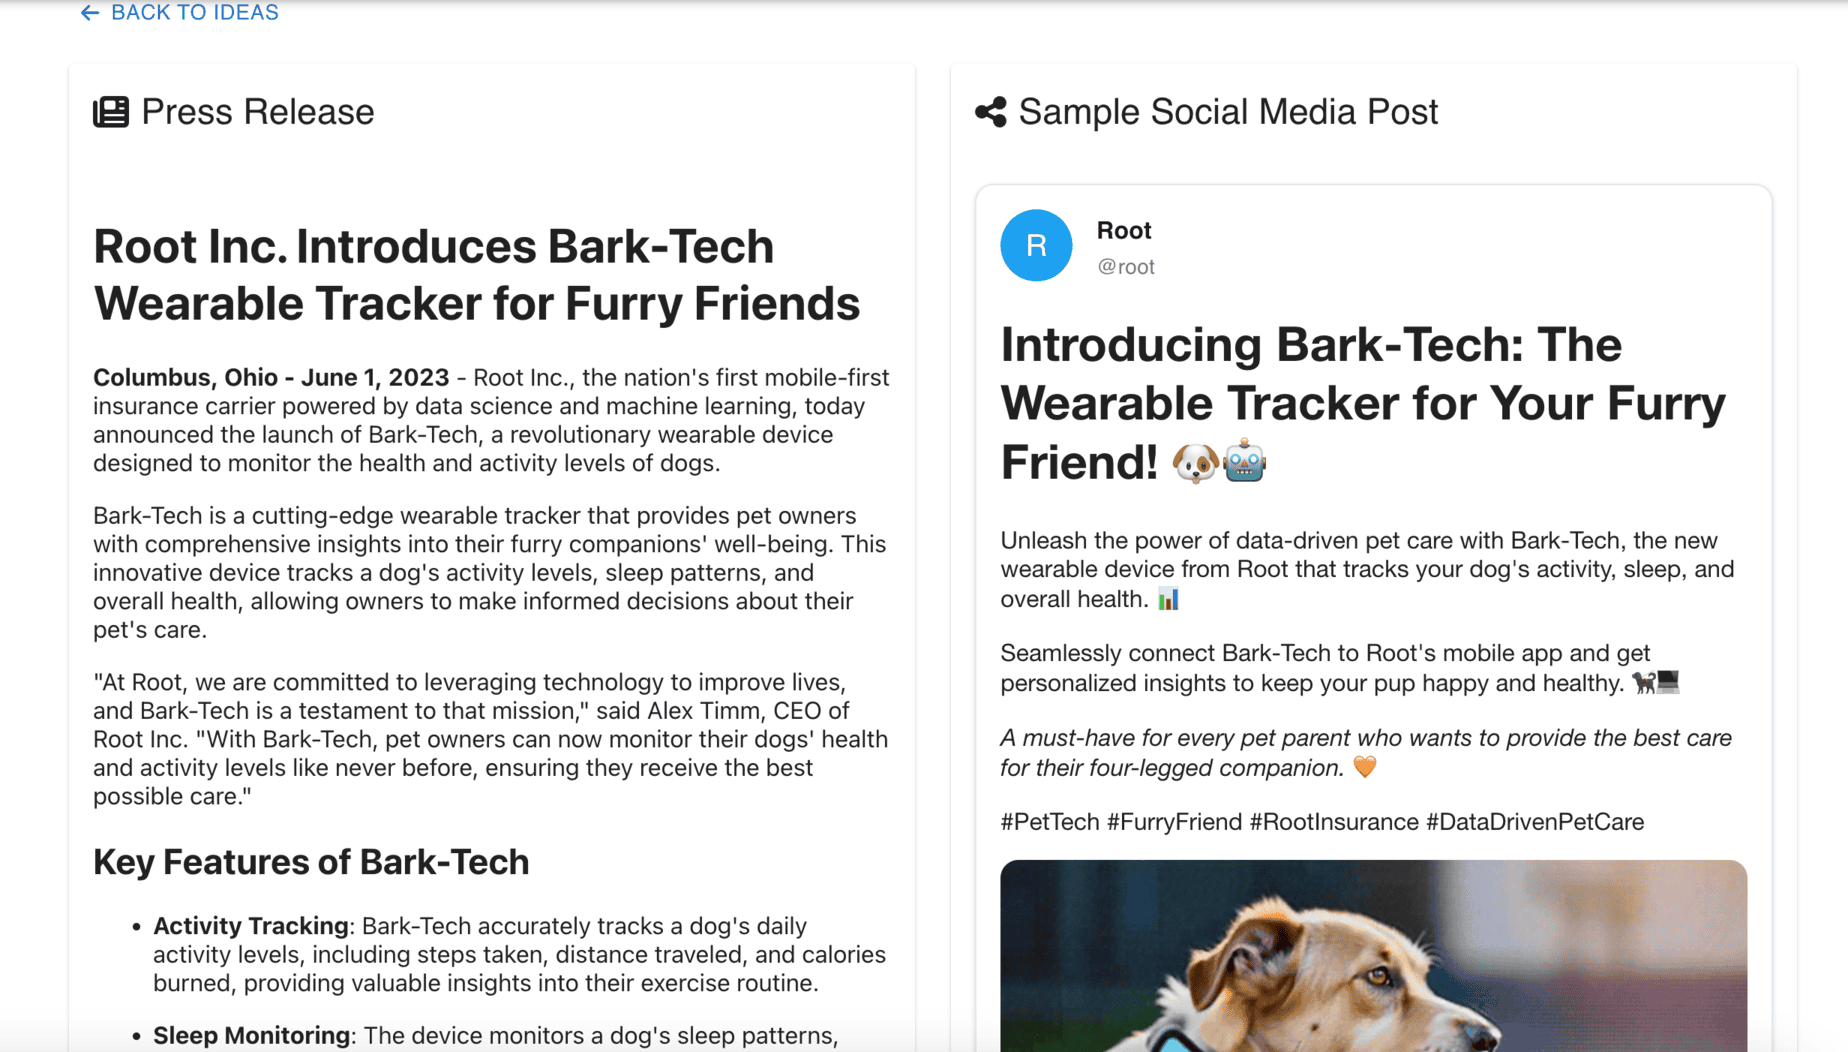 ← BACK TO IDEAS
Press Release
Root Inc. Introduces Bark-Tech
Wearable Tracker for Furry Friends
Columbus, Ohio - June 1, 2023 - Root Inc., the nation's first mobile-first
insurance carrier powered by data science and machine learning, today
announced the launch of Bark-Tech, a revolutionary wearable device
designed to monitor the health and activity levels of dogs.
Bark-Tech is a cutting-edge wearable tracker that provides pet owners
with comprehensive insights into their furry companions' well-being. This
innovative device tracks a dog's activity levels, sleep patterns, and
overall health, allowing owners to make informed decisions about their
pet's care.
"At Root, we are committed to leveraging technology to improve lives,
and Bark-Tech is a testament to that mission," said Alex Timm, CEO of
Root Inc. "With Bark-Tech, pet owners can now monitor their dogs' health
and activity levels like never before, ensuring they receive the best
possible care."
Key Features of Bark-Tech
• Activity Tracking: Bark-Tech accurately tracks a dog's daily
activity levels, including steps taken, distance traveled, and calories
burned, providing valuable insights into their exercise routine.
• Sleep Monitoring: The device monitors a dog's sleep patterns,
Sample Social Media Post
R
Root
@root
Introducing Bark-Tech: The
Wearable Tracker for Your Furry
Friend! 🐶🤖
Unleash the power of data-driven pet care with Bark-Tech, the new
wearable device from Root that tracks your dog's activity, sleep, and
overall health. 📊
Seamlessly connect Bark-Tech to Root's mobile app and get
personalized insights to keep your pup happy and healthy. 🐈‍⬛💻
A must-have for every pet parent who wants to provide the best care
for their four-legged companion. 🧡
#PetTech #FurryFriend #RootInsurance #DataDrivenPetCare